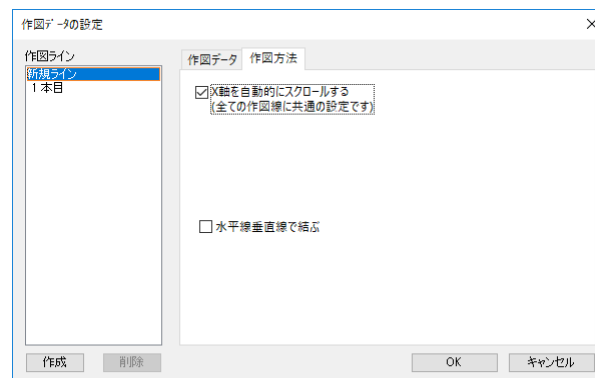 作図ﾃﾞｰﾀの設定
作図ライン
新規ライン
1本目
作図データ
作図方法
X軸を自動的にスクロールする
(全ての作図線に共通の設定です)
水平線垂直線で結ぶ
作成
削除
OK
キャンセル